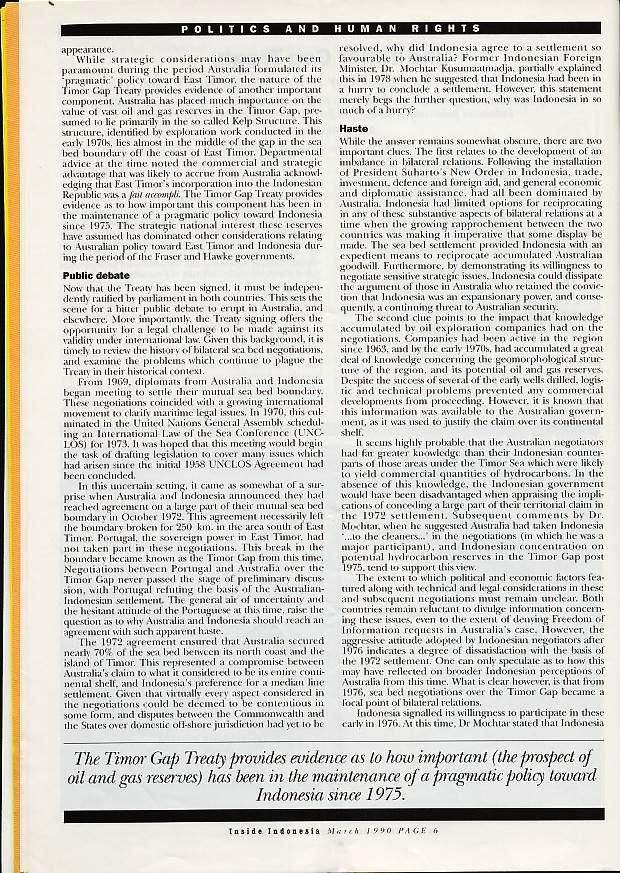 POLITICS AND HUMAN RIGHTS
appearance.
While strategic considerations may have been
paramount during the period Australia formulated its
'pragmatic' policy toward East Timor, the nature of the
Timor Gap Treaty provides evidence of another important
component. Australia has placed much importance on the
value of vast oil and gas reserves in the Timor Gap, pre-
sumed to lie primarily in the so called Kelp Structure. This
structure, identified by exploration work conducted in the
early 1970s, lies almost in the middle of the gap in the sea
bed boundary off the coast of East Timor. Departmental
advice at the time noted the commercial and strategic
advantage that was likely to accrue from Australia acknowl-
edging that East Timor's incorporation into the Indonesian
Republic was a fait accompli. The Timor Gap Treaty provides
evidence as to how important this component has been in
the maintenance of a pragmatic policy toward Indonesia
since 1975. The strategic national interest these reserves
have assumed has dominated other considerations relating
to Australian policy toward East Timor and Indonesia dur-
ing the period of the Fraser and Hawke governments.
Public debate
Now that the Treaty has been signed, it must be indepen-
dently ratified by parliament in both countries. This sets the
scene for a bitter public debate to erupt in Australia, and
elsewhere. More importantly, the Treaty signing offers the
opportunity for a legal challenge to be made against its
validity under international law. Given this background, it is
timely to review the history of bilateral sea bed negotiations,
and examine the problems which continue to plague the
Treaty in their historical context.
From 1969, diplomats from Australia and Indonesia
began meeting to settle their mutual sea bed boundary.
These negotiations coincided with a growing international
movement to clarify maritime legal issues. In 1970, this cul-
minated in the United Nations General Assembly schedul-
ing an International Law of the Sea Conference (UNC-
LOS) for 1973. It was hoped that this meeting would begin
the task of drafting legislation to cover many issues which
had arisen since the initial 1958 UNCLOS Agreement had
been concluded.
In this uncertain setting, it came as somewhat of a sur-
prise when Australia and Indonesia announced they had
reached agreement on a large part of their mutual sea bed
boundary in October 1972. This agreement necessarily left
the boundary broken for 250 km. in the area south of East
Timor. Portugal, the sovereign power in East Timor, had
not taken part in these negotiations. This break in the
boundary became known as the Timor Gap from this time.
Negotiations between Portugal and Australia over the
Timor Gap never passed the stage of preliminary discus-
sion, with Portugal refuting the basis of the Australian-
Indonesian settlement. The general air of uncertainty and
the hesitant attitude of the Portuguese at this time, raise the
question as to why Australia and Indonesia should reach an
agreement with such apparent haste.
The 1972 agreement ensured that Australia secured
nearly 70% of the sea bed between its north coast and the
island of Timor. This represented a compromise between
Australia's claim to what it considered to be its entire conti-
nental shelf, and Indonesia's preference for a median line
settlement. Given that virtually every aspect considered in
the negotiations could be deemed to be contentious in
some form, and disputes between the Commonwealth and
the States over domestic off-shore jurisdiction had yet to be
resolved, why did Indonesia agree to a settlement so
favourable to Australia? Former Indonesian Foreign
Minister, Dr. Mochtar Kusumaatmadja, partially explained
this in 1978 when he suggested that Indonesia had been in
a hurry to conclude a settlement. However, this statement
merely begs the further question, why was Indonesia in so
much of a hurry?
Haste
While the answer remains somewhat obscure, there are two
important clues. The first relates to the development of an
imbalance in bilateral relations. Following the installation
of President Suharto's New Order in Indonesia, trade,
investment, defence and foreign aid, and general economic
and diplomatic assistance, had all been dominated by
Australia. Indonesia had limited options for reciprocating
in any of these substantive aspects of bilateral relations at a
time when the growing rapprochement between the two
countries was making it imperative that some display be
made. The sea bed settlement provided Indonesia with an
expedient means to reciprocate accumulated Australian
goodwill. Furthermore, by demonstrating its willingness to
negotiate sensitive strategic issues, Indonesia could dissipate
the argument of those in Australia who retained the convic-
tion that Indonesia was an expansionary power, and conse-
quently, a continuing threat to Australian security.
The second clue points to the impact that knowledge
accumulated by oil exploration companies had on the
negotiations. Companies had been active in the region
since 1963, and by the early 1970s, had accumulated a great
deal of knowledge concerning the geomorphological struc-
ture of the region, and its potential oil and gas reserves.
Despite the success of several of the early wells drilled, logis-
tic and technical problems prevented any commercial
developments from proceeding. However, it is known that
this information was available to the Australian govern-
ment, as it was used to justify the claim over its continental
shelf.
It seems highly probable that the Australian negotiators
had far greater knowledge than their Indonesian counter-
parts of those areas under the Timor Sea which were likely
to yield commercial quantities of hydrocarbons. In the
absence of this knowledge, the Indonesian government
would have been disadvantaged when appraising the impli-
cations of conceding a large part of their territorial claim in
the 1972 settlement. Subsequent comments by Dr.
Mochtar, when he suggested Australia had taken Indonesia
'...to the cleaners...' in the negotiations (in which he was a
major participant), and Indonesian concentration on
potential hydrocarbon reserves in the Timor Gap post
1975, tend to support this view.
The extent to which political and economic factors fea-
tured along with technical and legal considerations in these
and subsequent negotiations must remain unclear. Both
countries remain reluctant to divulge information concern-
ing these issues, even to the extent of denying Freedom of
Information requests in Australia's case. However, the
aggressive attitude adopted by Indonesian negotiators after
1976 indicates a degree of dissatisfaction with the basis of
the 1972 settlement. One can only speculate as to how this
may have reflected on broader Indonesian perceptions of
Australia from this time. What is clear however, is that from
1976, sea bed negotiations over the Timor Gap became a
focal point of bilateral relations.
Indonesia signalled its willingness to participate in these
early in 1976. At this time, Dr Mochtar stated that Indonesia
The Timor Gap Treaty provides evidence as to how important (the prospect of
oil and gas reserves) has been in the maintenance of a pragmatic policy toward
Indonesia since 1975.
Inside Indonesia March 1990 PAGE 6